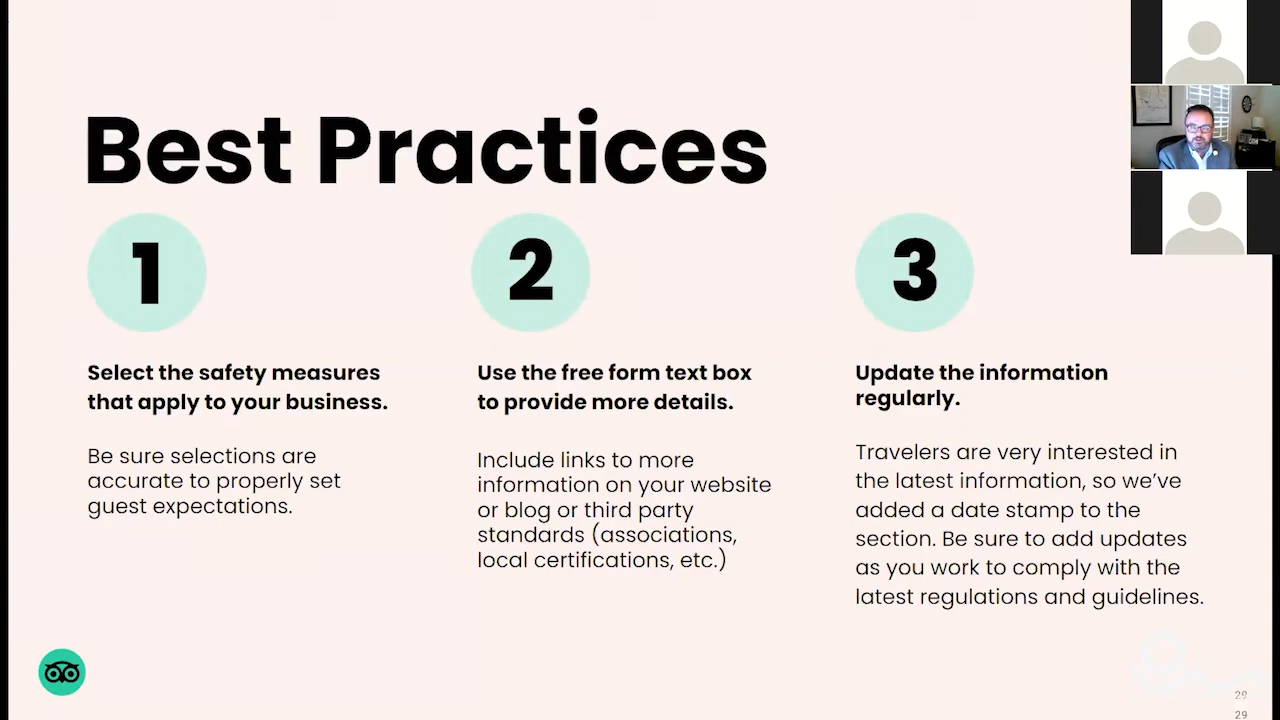 Best Practices
1
Select the safety measures
that apply to your business.
Be sure selections are
accurate to properly set
guest expectations.
2
Use the free form text box
to provide more details.
Include links to more
information on your website
or blog or third party
standards (associations,
local certifications, etc.)
3
Update the information
regularly.
Travelers are very interested in
the latest information, so we’ve
added a date stamp to the
section. Be sure to add updates
as you work to comply with the
latest regulations and guidelines.
29
29